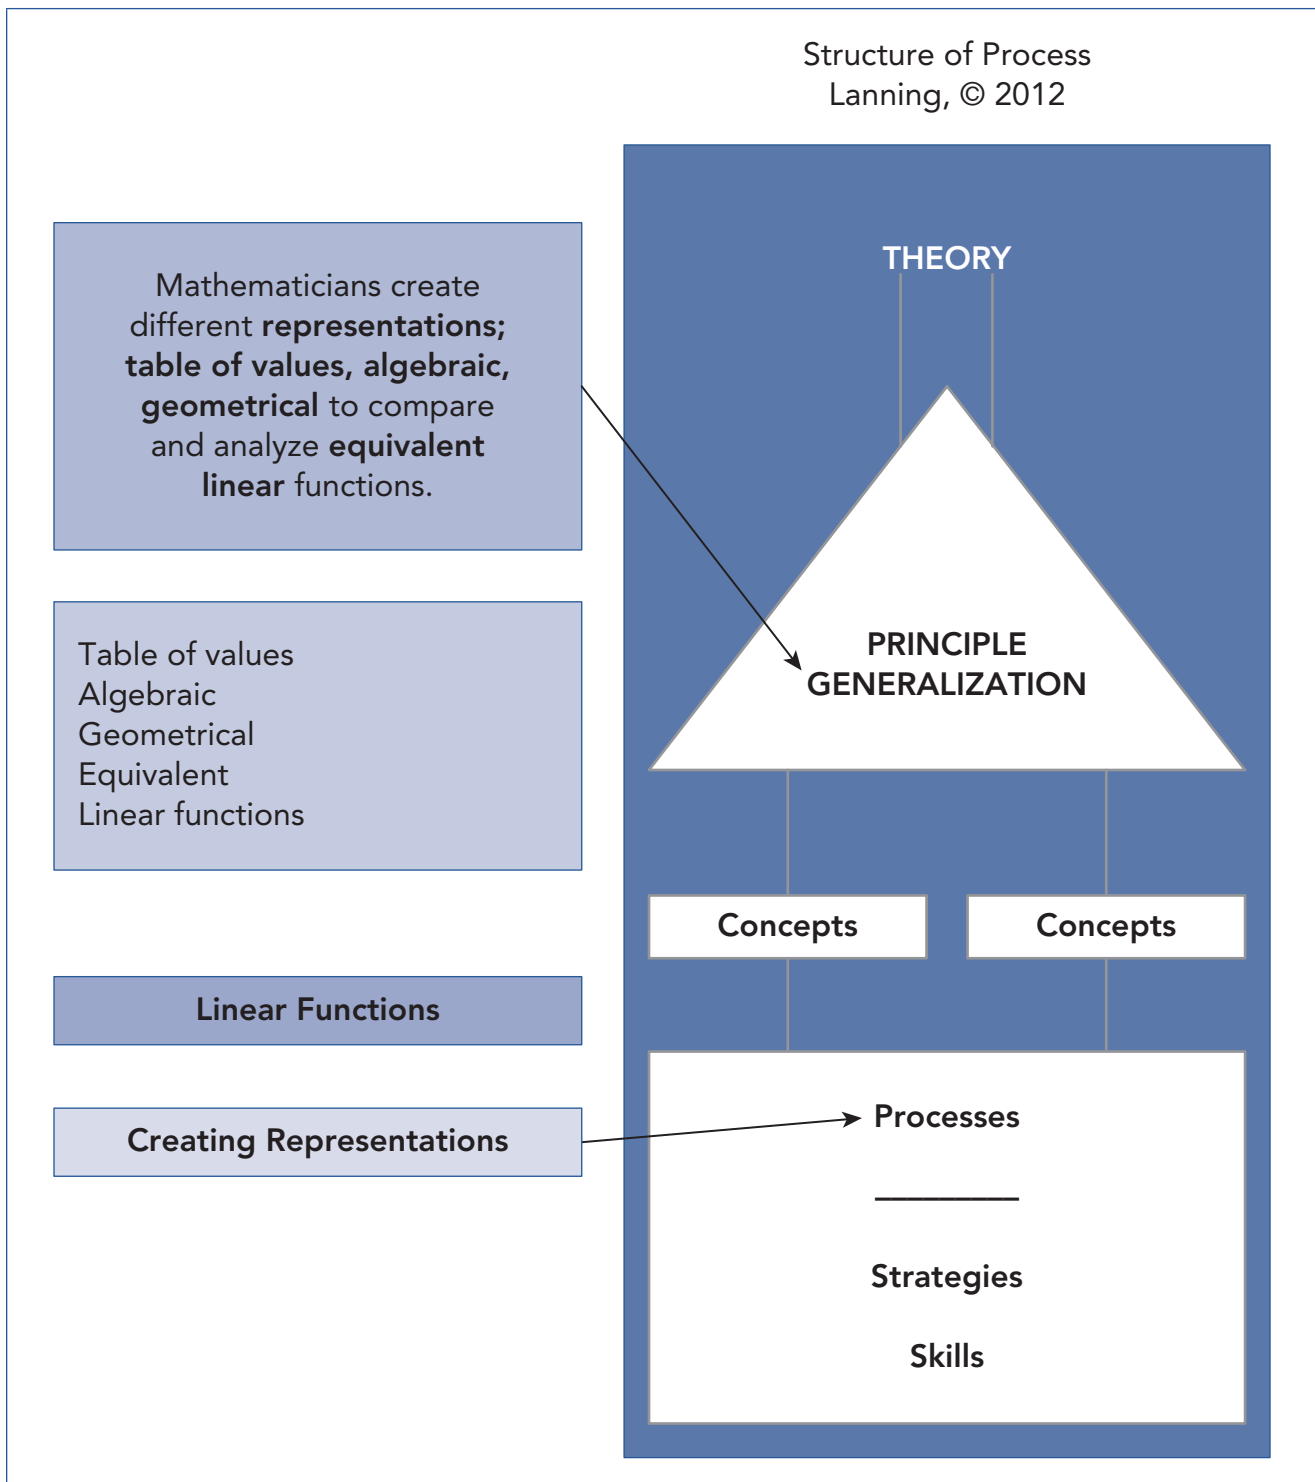 Structure of Process
Lanning, © 2012
Mathematicians create
different representations;
table of values, algebraic,
geometrical to compare
and analyze equivalent
linear functions.
Table of values
Algebraic
Geometrical
Equivalent
Linear functions
Linear Functions
Creating Representations
THEORY
PRINCIPLE
GENERALIZATION
Concepts
Concepts
Processes
Strategies
Skills